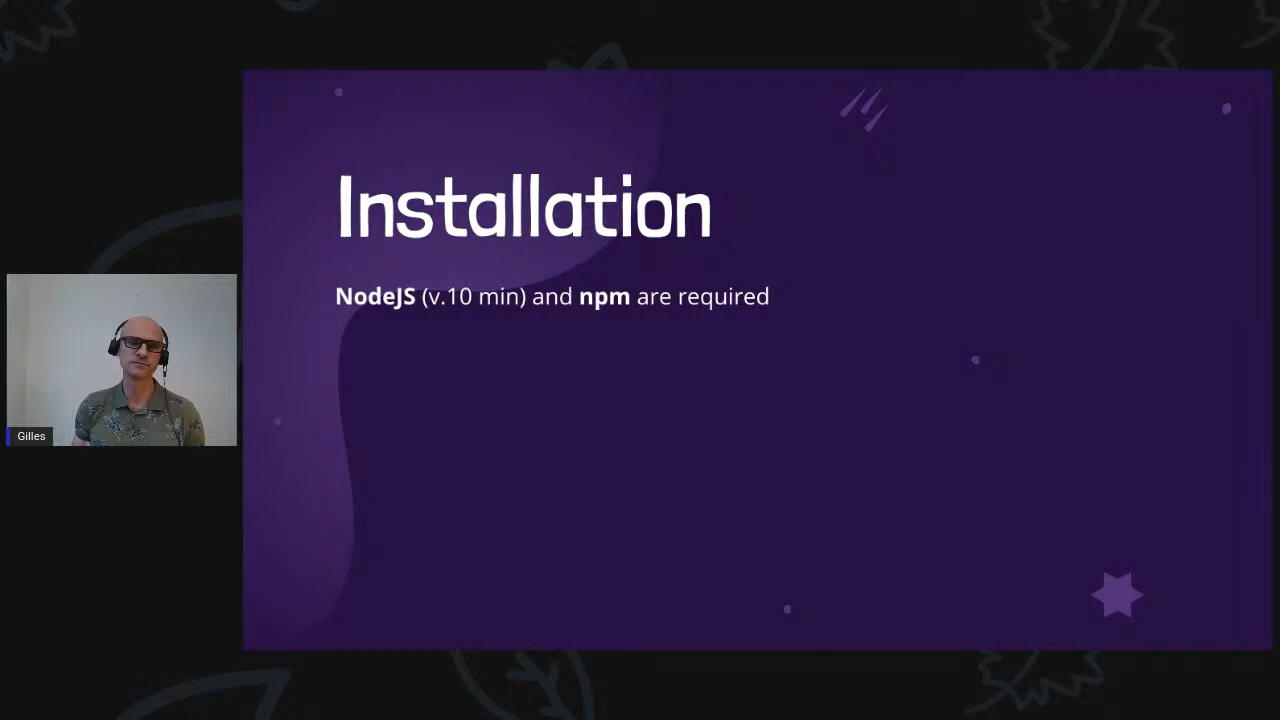 Installation
NodeJS (v.10 min) and npm are required
Gilles